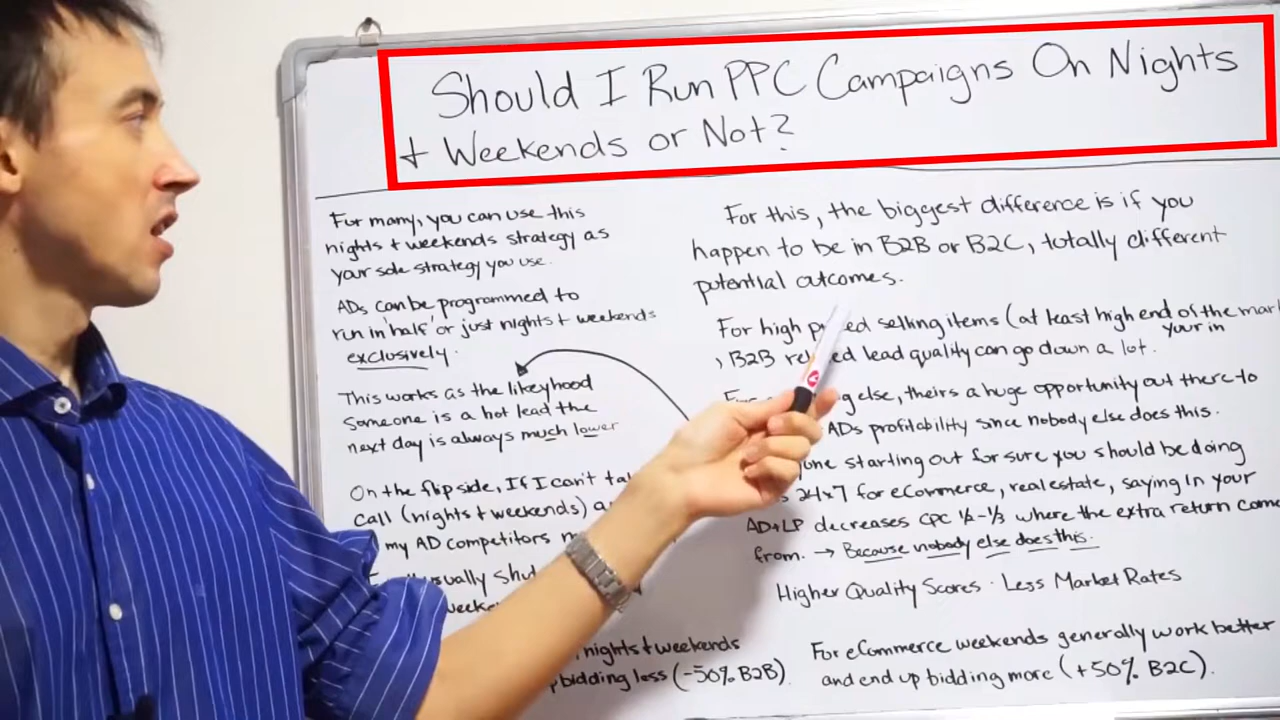 Should I Run PPC Campaigns On Nights
+ Weekends or Not?
For many, you can use this
nights + weekends strategy as
your sole strategy you use.
ADs can be programmed to
run in 'half' or just nights + weekends
exclusively.
This works as the likeyhood
someone is a hot lead the
next day is always much lower
On the flipside, If I can't
call (nights + weekends)
my AD competitors
usually
nights + weekends
bidding less (-50% B2B).
For this, the biggest difference is if you
happen to be in B2B or B2C, totally different
potential outcomes.
For high selling items (at least high end of the
your in
, B2B lead quality can go down a lot.
else, theirs a huge opportunity out there to
ADs profitability since nobody else does this.
starting out for sure you should be doing
24x7 for eCommerce, real estate, saying in your
AD+LP decreases CPC ½-⅓ where the extra return
from. → Because nobody else does this.
Higher Quality Scores · Less Market Rates
For eCommerce weekends generally work better
and end up bidding more (+50% B2C).